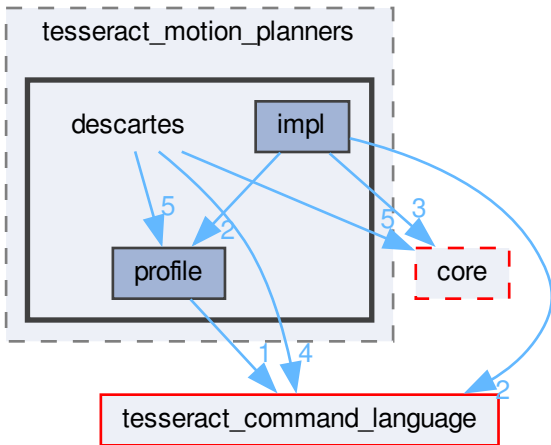 tesseract_motion_planners
descartes
impl
5
2
5
3
profile
core
1
4
2
tesseract_command_language